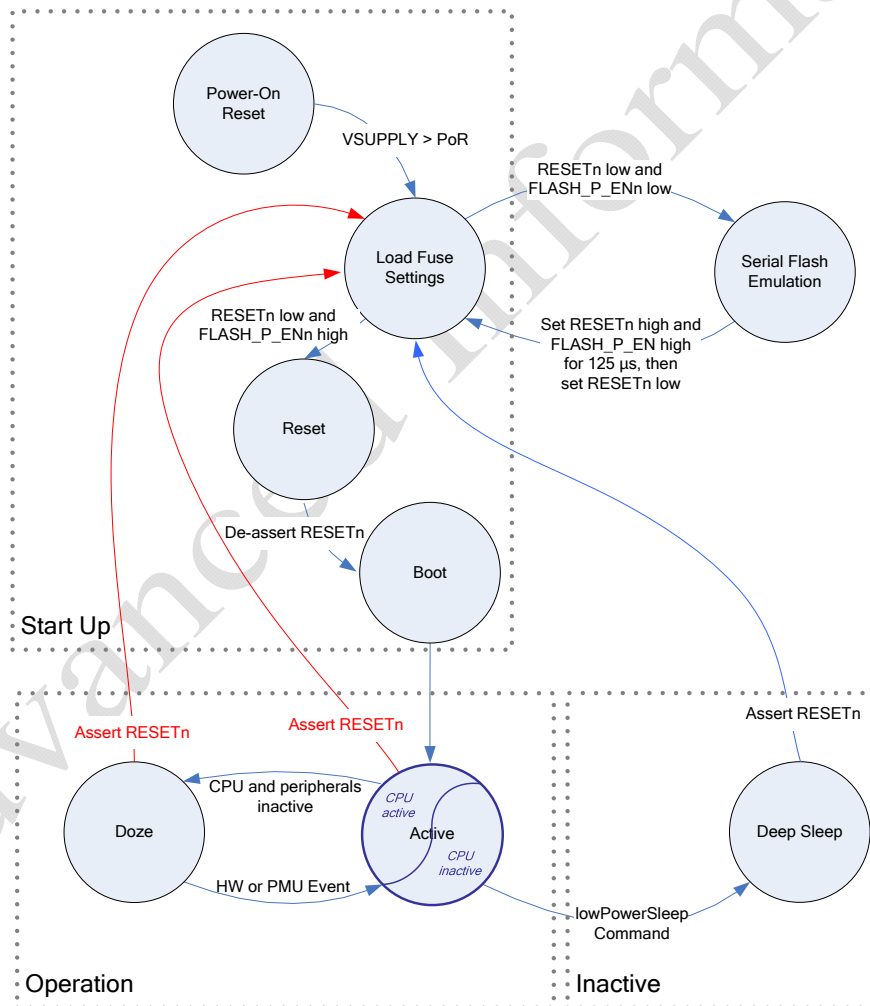 Power-On
Reset
VSUPPLY > PoR
RESETn low and
FLASH_P_ENn low
Load Fuse
Settings
Serial Flash
Emulation
RESETn low and
FLASH_P_ENn high
Set RESETn high and
FLASH_P_EN high
for 125 µs, then
set RESETn low
Reset
De-assert RESETn
Boot
Start Up
Assert RESETn
Assert RESETn
Assert RESETn
CPU and peripherals
inactive
CPU
active
Doze
Active
Deep Sleep
CPU
inactive
HW or PMU Event
lowPowerSleep
Command
Operation
Inactive
Advanced Inform